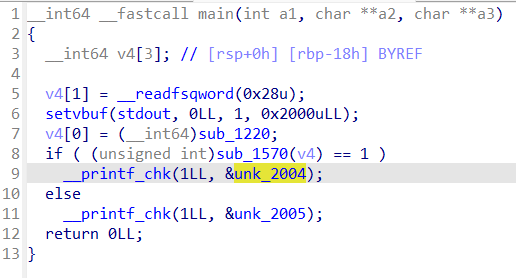 1 __int64 __fastcall main(int a1, char **a2, char **a3)
2 {
3   __int64 v4[3]; // [rsp+0h] [rbp-18h] BYREF
4
5   v4[1] = __readfsqword(0x28u);
6   setvbuf(stdout, 0LL, 1, 0x2000uLL);
7   v4[0] = (__int64)sub_1220;
8   if ( (unsigned int)sub_1570(v4) == 1 )
9     __printf_chk(1LL, &unk_2004);
10   else
11     __printf_chk(1LL, &unk_2005);
12   return 0LL;
13 }